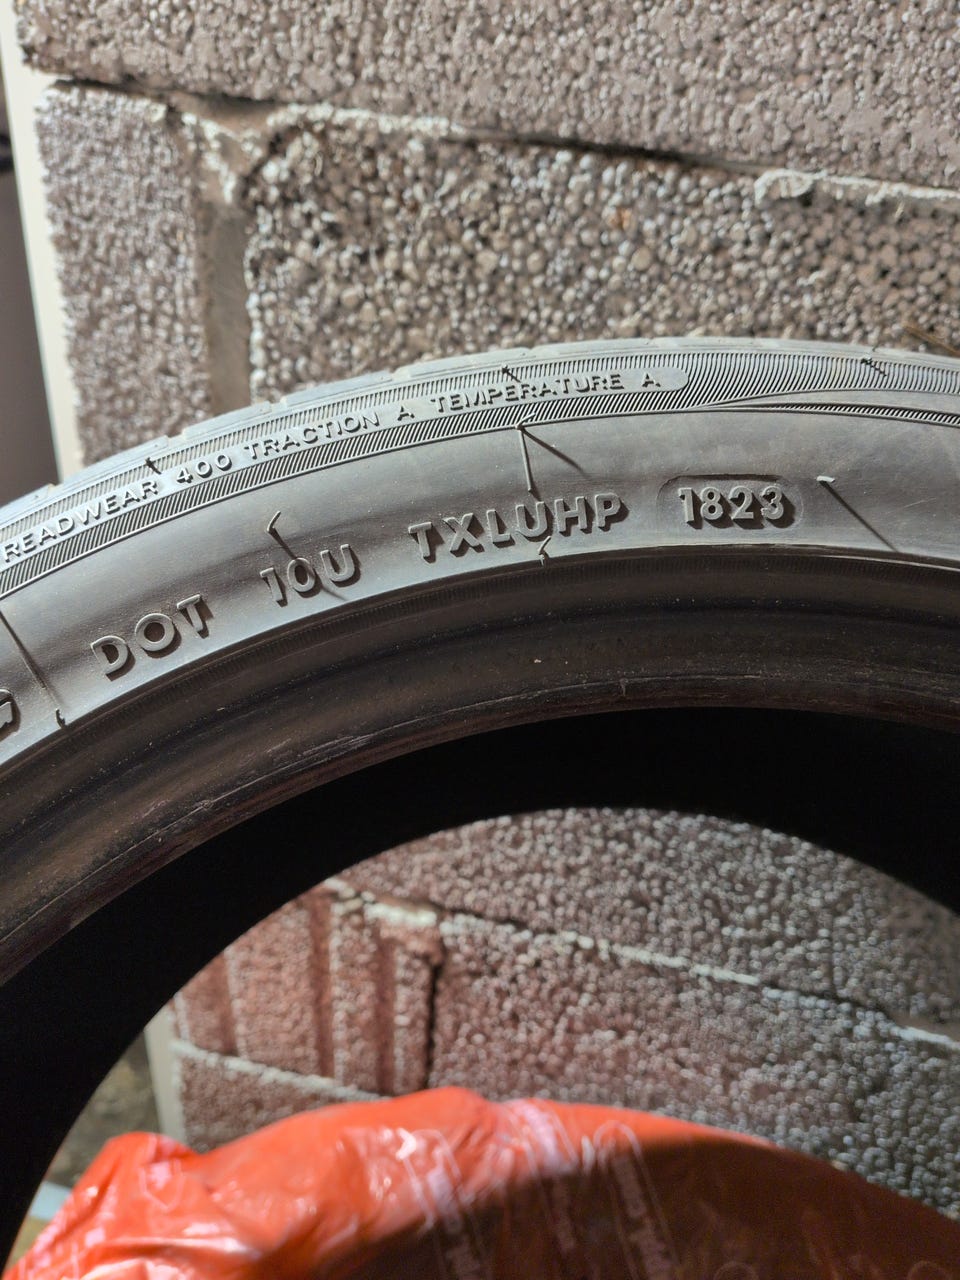 READWEAR 400 TRACTION A TEMPERATURE A
DOT 10U TXLUHP 1823